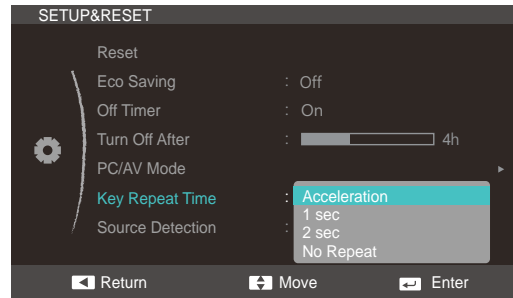 SETUP&RESET
Reset
Eco Saving : Off
Off Timer : On
Turn Off After : 4h
PC/AV Mode
Key Repeat Time : Acceleration
1 sec
Source Detection : 2 sec
No Repeat
Return Move Enter